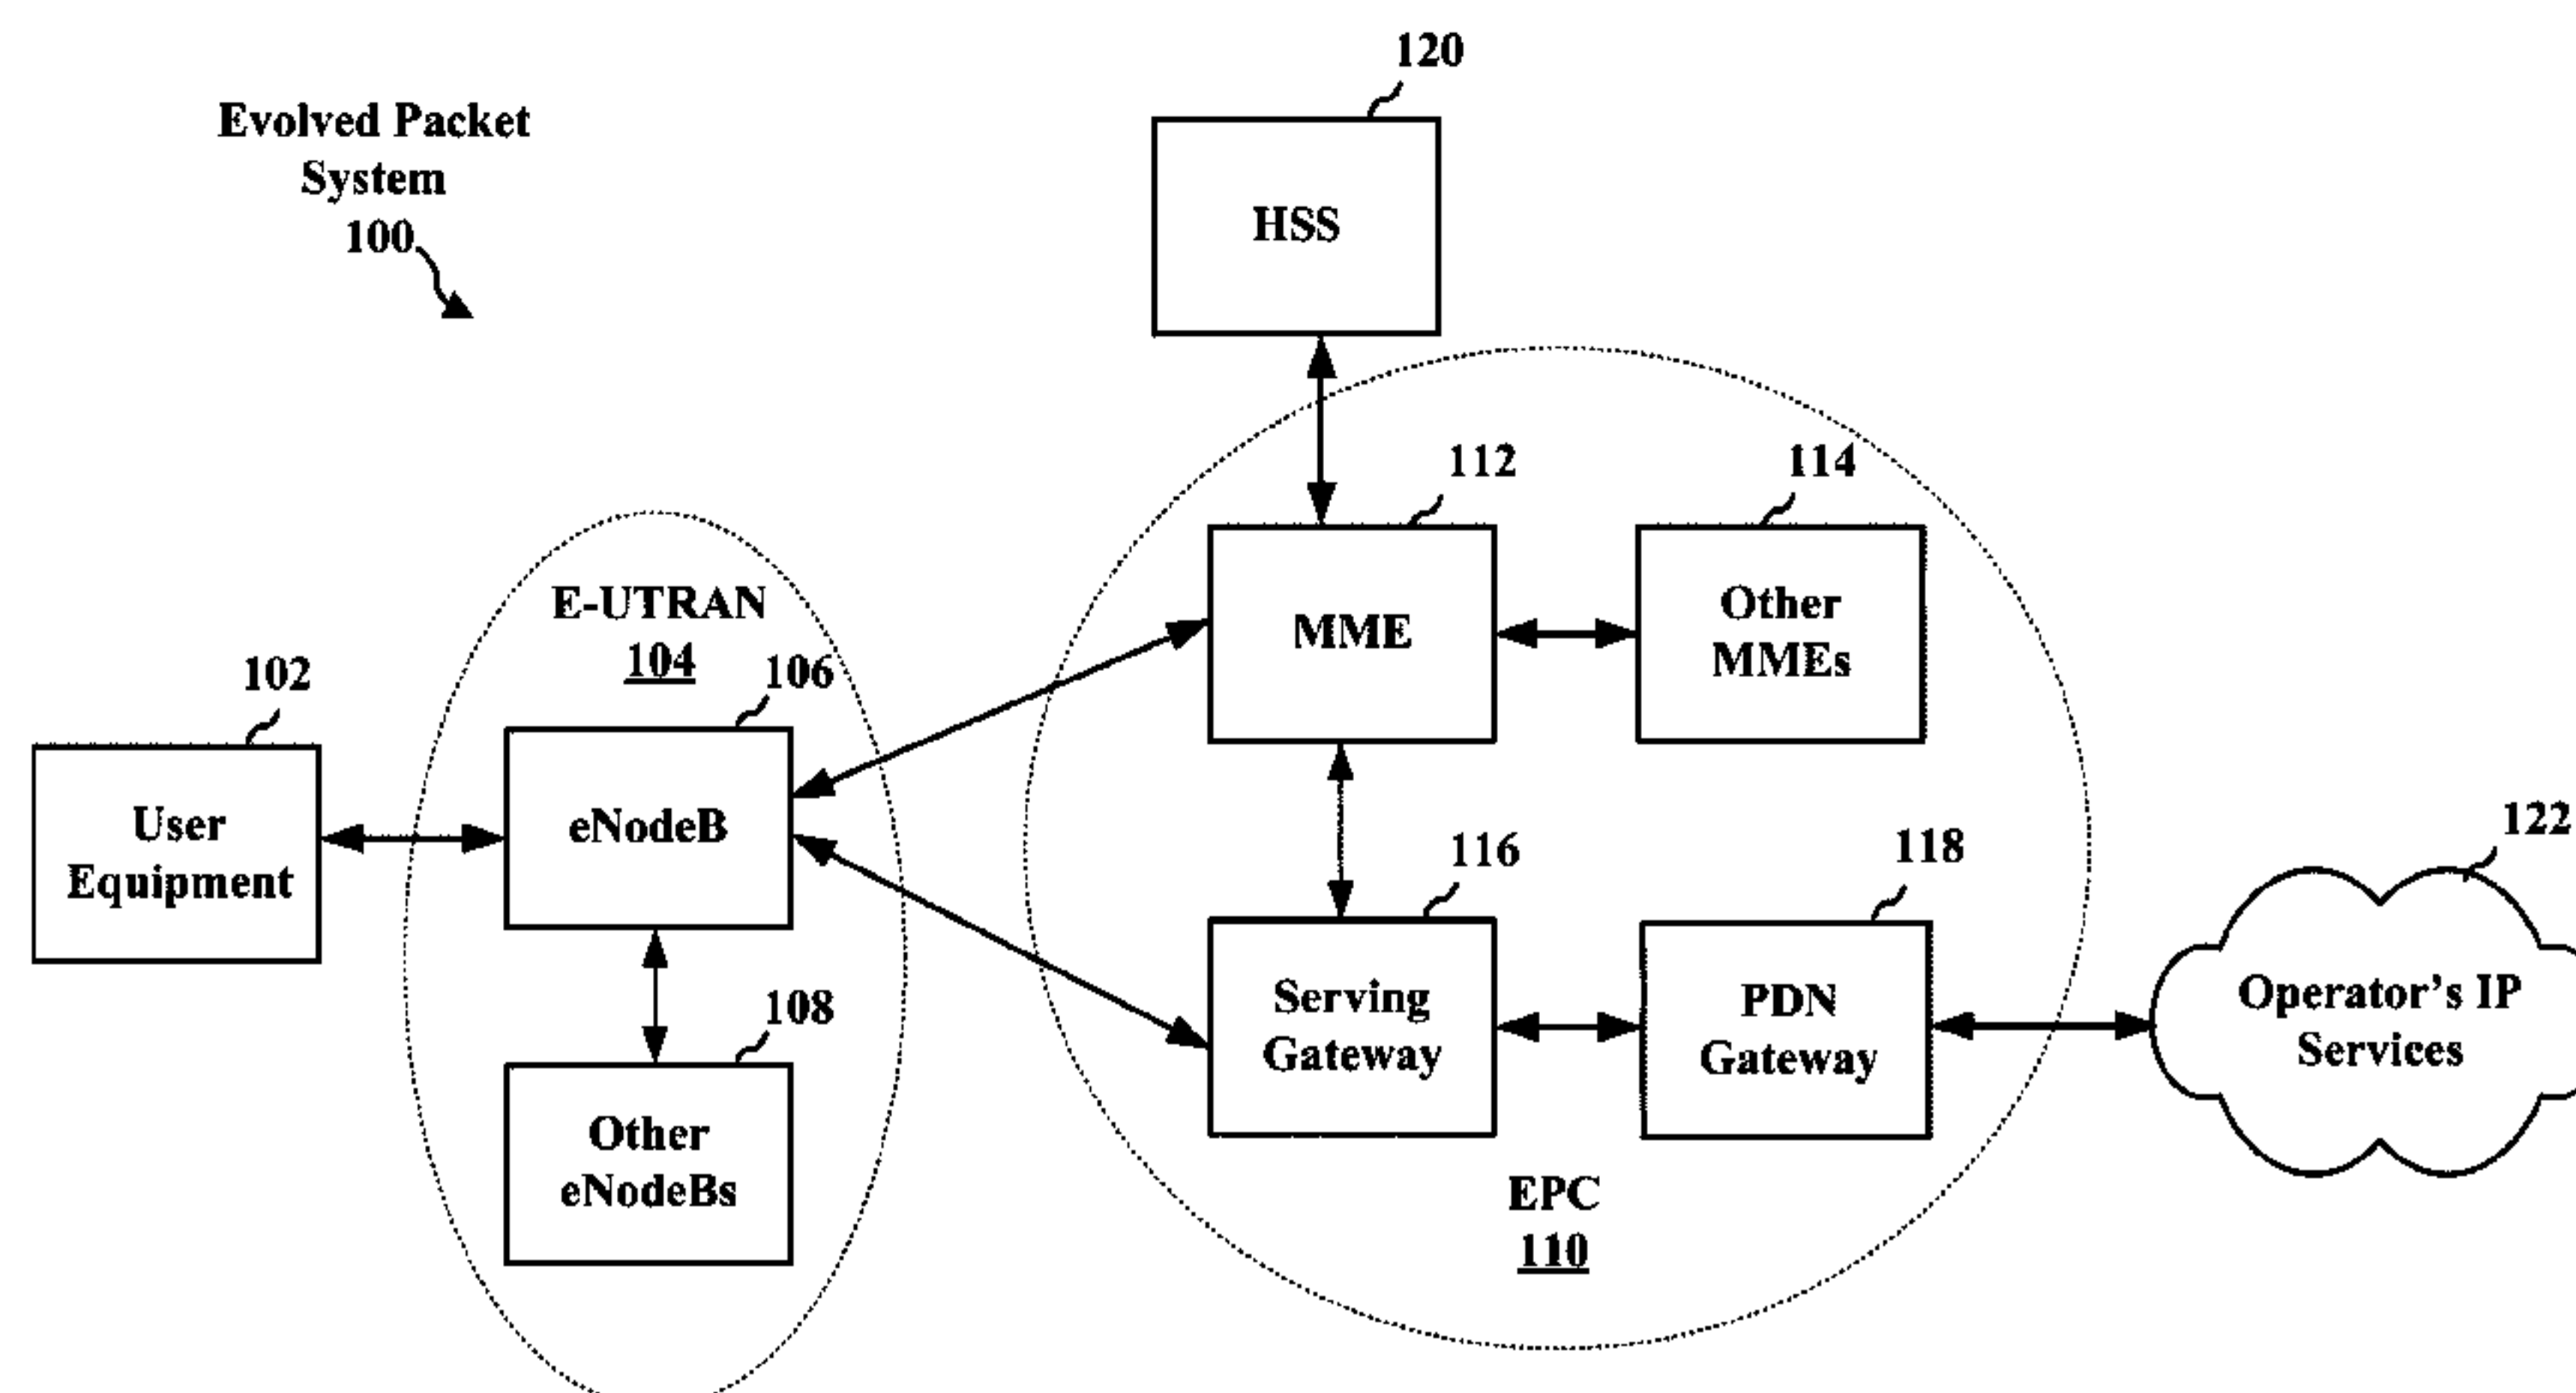 120
Evolved Packet
System
100
HSS
112
114
E-UTRAN
104
MME
Other
MMEs
102
106
User
Equipment
eNodeB
116
118
122
108
Serving
Gateway
PDN
Gateway
Operator's IP
Services
Other
eNodeBs
EPC
110